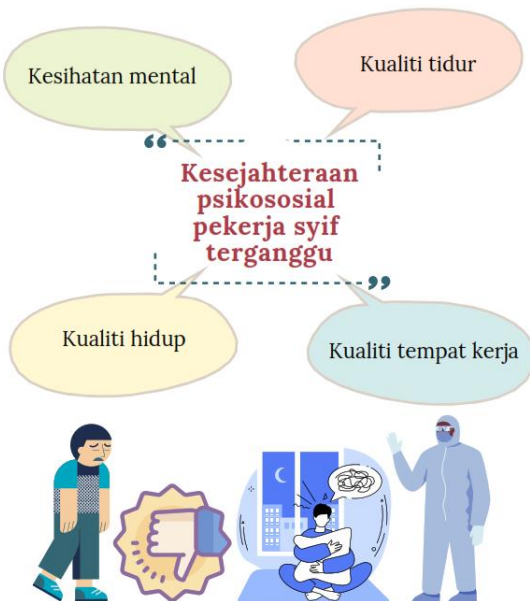 Kesihatan mental
Kualiti tidur
“
Kesejahteraan
psikososial
pekerja syif
terganggu
”
Kualiti hidup
Kualiti tempat kerja